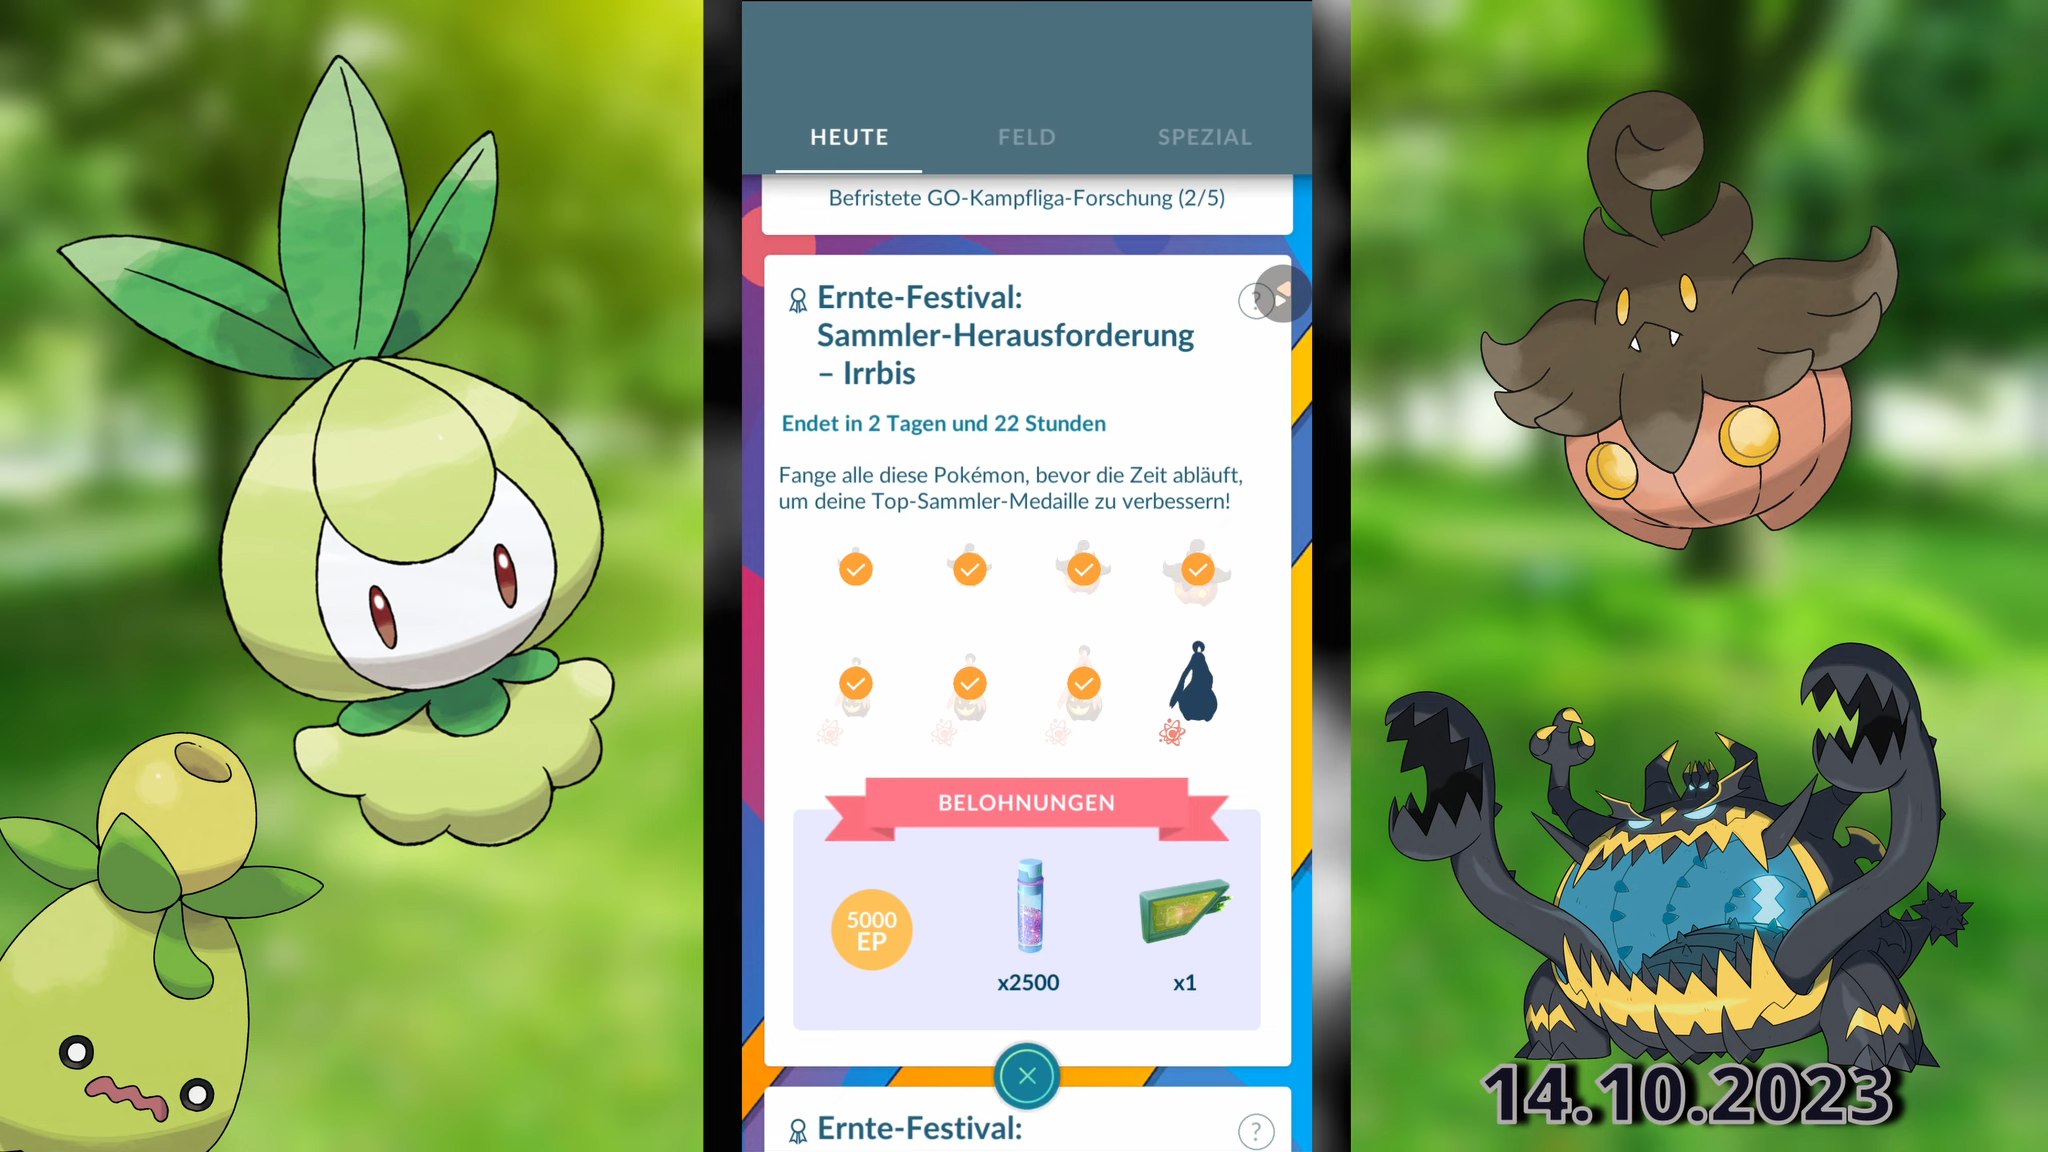 HEUTE FELD SPEZIAL
Befristete GO-Kampfliga-Forschung (2/5)
Ernte-Festival:
Sammler-Herausforderung
– Irrbis
?
Endet in 2 Tagen und 22 Stunden
Fange alle diese Pokémon, bevor die Zeit abläuft,
um deine Top-Sammler-Medaille zu verbessern!
BELOHNUNGEN
5000
EP
x2500
x1
Ernte-Festival:
?
14.10.2023